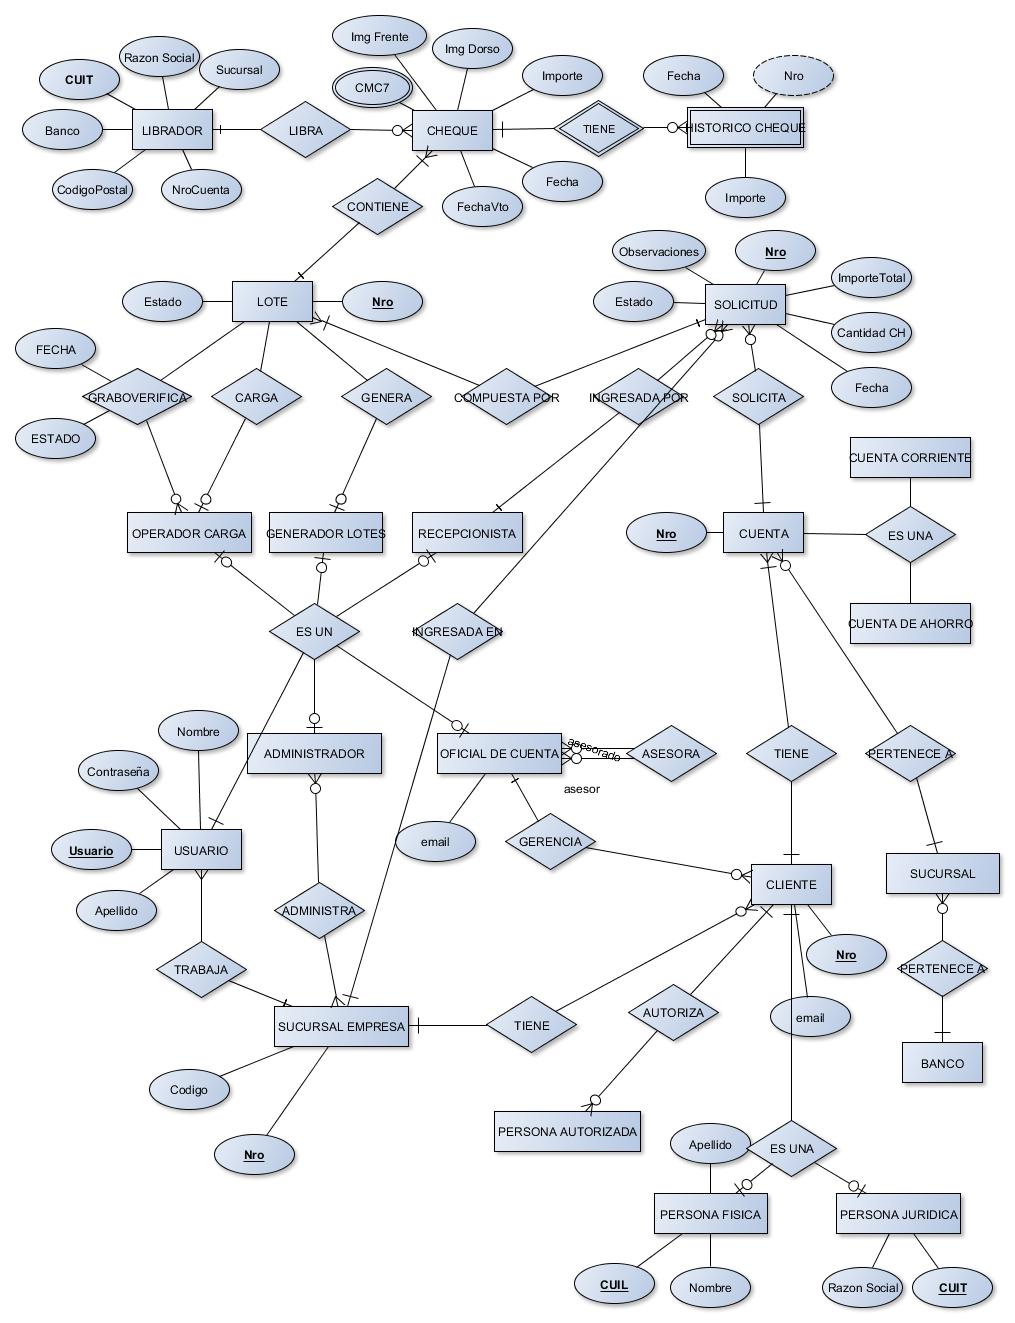 Img Frente
Img Dorso
Razon Social
CUIT
Sucursal
CMC7
Importe
Fecha
Nro
Banco
LIBRADOR
LIBRA
CHEQUE
TIENE
HISTORICO CHEQUE
CodigoPostal
NroCuenta
Fecha
FechaVto
Importe
CONTIENE
Observaciones
Nro
ImporteTotal
Estado
LOTE
Nro
Estado
SOLICITUD
Cantidad CH
FECHA
Fecha
GRABOVERIFICA
CARGA
GENERA
COMPUESTA POR
INGRESADA POR
SOLICITA
ESTADO
CUENTA CORRIENTE
OPERADOR CARGA
GENERADOR LOTES
RECEPCIONISTA
Nro
CUENTA
ES UNA
CUENTA DE AHORRO
ES UN
INGRESADA EN
Nombre
ADMINISTRADOR
OFICIAL DE CUENTA
asesorado
ASESORA
TIENE
PERTENECE A
Contraseña
asesor
email
GERENCIA
Usuario
USUARIO
SUCURSAL
CLIENTE
Apellido
ADMINISTRA
Nro
TRABAJA
PERTENECE A
AUTORIZA
email
SUCURSAL EMPRESA
TIENE
BANCO
Codigo
PERSONA AUTORIZADA
Nro
Apellido
ES UNA
PERSONA FISICA
PERSONA JURIDICA
CUIL
Nombre
Razon Social
CUIT